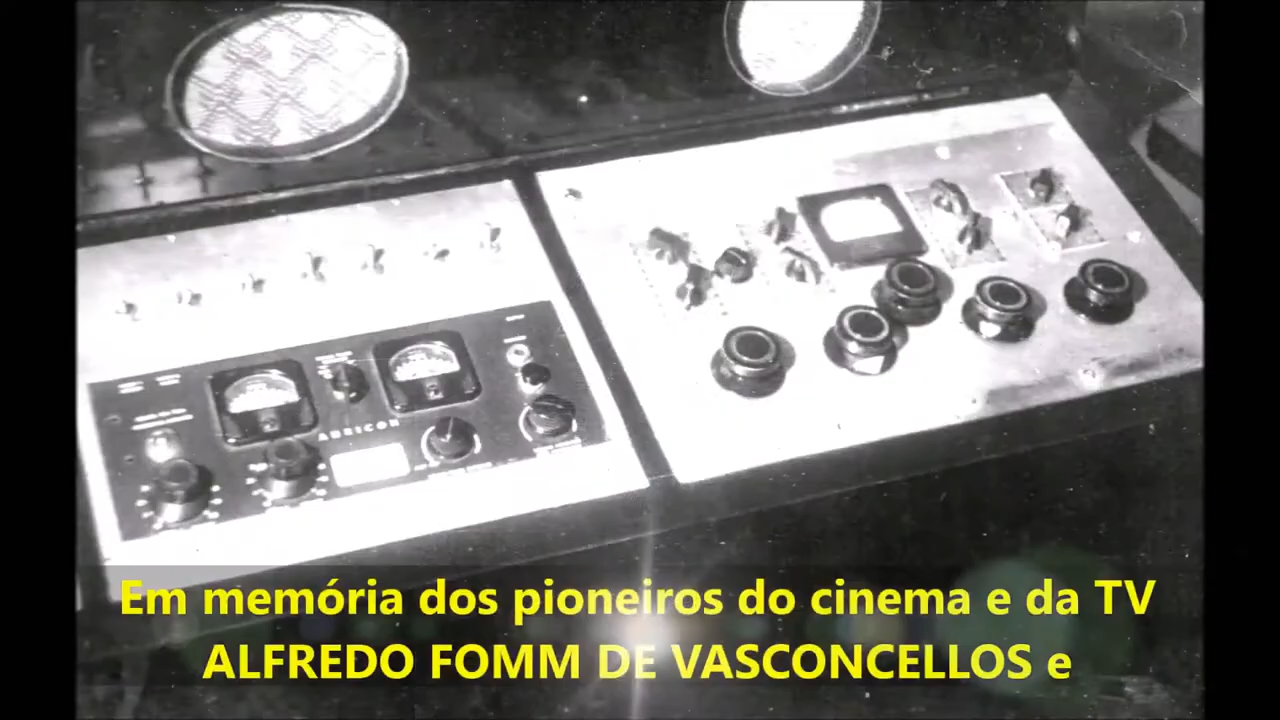 AURICON
Em memória dos pioneiros do cinema e da TV
ALFREDO FOMM DE VASCONCELLOS e